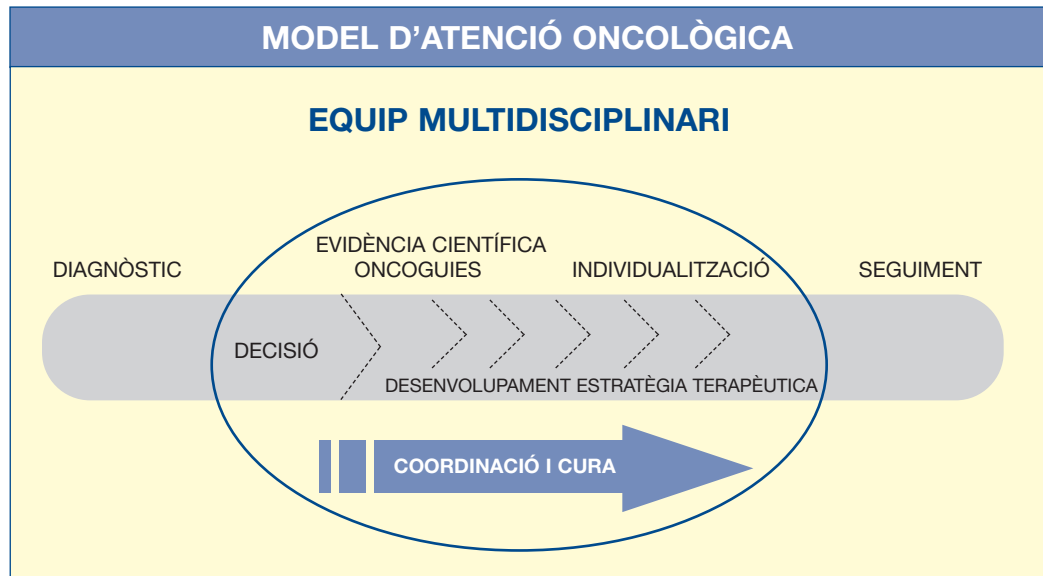 MODEL D’ATENCIÓ ONCOLÒGICA
EQUIP MULTIDISCIPLINARI
DIAGNÒSTIC
EVIDÈNCIA CIENTÍFICA
ONCOGUIES
INDIVIDUALITZACIÓ
SEGUIMENT
DECISIÓ
DESENVOLUPAMENT ESTRATÈGIA TERAPÈUTICA
COORDINACIÓ I CURA